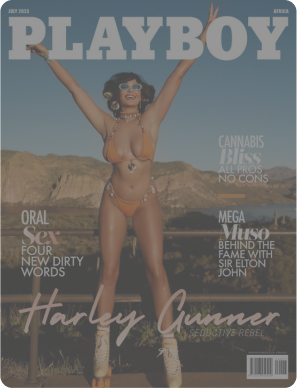 JULY 2023
AFRICA
PLAYBOY
CANNABIS
Bliss
ALL PROS
NO CONS
ORAL
Sex
FOUR
NEW DIRTY
WORDS
MEGA
Muso
BEHIND THE
FAME WITH
SIR ELTON
JOHN
Harley Gunner
SEDUCTIVE REBEL